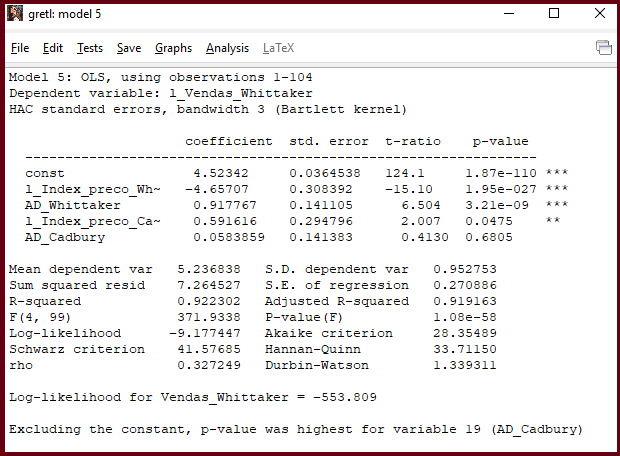 gretl: model 5
File Edit Tests Save Graphs Analysis LaTeX
Model 5: OLS, using observations 1-104
Dependent variable: l_Vendas_Whittaker
HAC standard errors, bandwidth 3 (Bartlett kernel)
coefficient std. error t-ratio p-value
---------------------------------------------------------------
const 4.52342 0.0364538 124.1 1.87e-110 ***
l_Index_preco_Wh~ −4.65707 0.308392 −15.10 1.95e-027 ***
AD_Whittaker 0.917767 0.141105 6.504 3.21e-09 ***
l_Index_preco_Ca~ 0.591616 0.294796 2.007 0.0475 **
AD_Cadbury 0.0583859 0.141383 0.4130 0.6805
Mean dependent var 5.236838 S.D. dependent var 0.952753
Sum squared resid 7.264527 S.E. of regression 0.270886
R-squared 0.922302 Adjusted R-squared 0.919163
F(4, 99) 371.9338 P-value(F) 1.08e-58
Log-likelihood −9.177447 Akaike criterion 28.35489
Schwarz criterion 41.57685 Hannan-Quinn 33.71150
rho 0.327249 Durbin-Watson 1.339311
Log-likelihood for Vendas_Whittaker = −553.809
Excluding the constant, p-value was highest for variable 19 (AD_Cadbury)